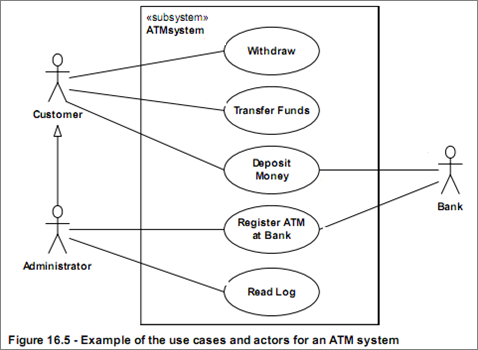 «subsystem»
ATMsystem
Withdraw
Customer
Transfer Funds
Deposit
Money
Bank
Register ATM
at Bank
Administrator
Read Log
Figure 16.5 - Example of the use cases and actors for an ATM system